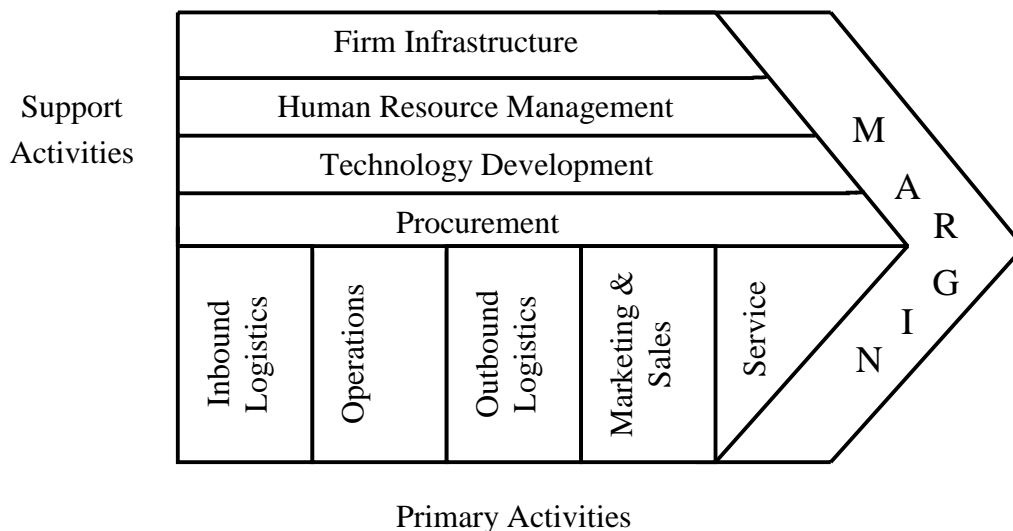 Firm Infrastructure
Support
Activities
Human Resource Management
Technology Development
Procurement
Inbound
Logistics
Operations
Outbound
Logistics
Marketing &
Sales
Service
M
A
R
G
I
N
Primary Activities